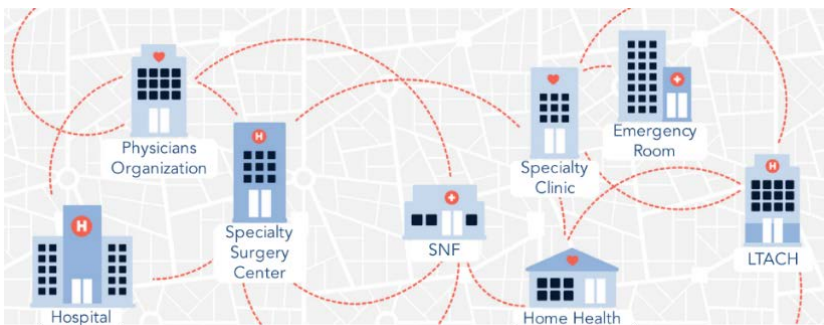 Physicians
Organization
H
Specialty
Surgery
Center
H
Hospital
SNF
Specialty
Clinic
Emergency
Room
Home Health
H
LTACH